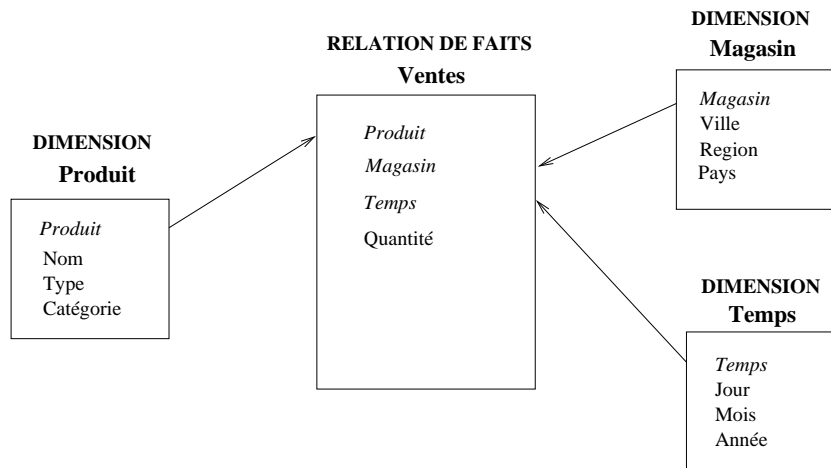 DIMENSION
Produit
Produit
Nom
Type
Catégorie
RELATION DE FAITS
Ventes
Produit
Magasin
Temps
Quantité
DIMENSION
Magasin
Magasin
Ville
Region
Pays
DIMENSION
Temps
Temps
Jour
Mois
Année